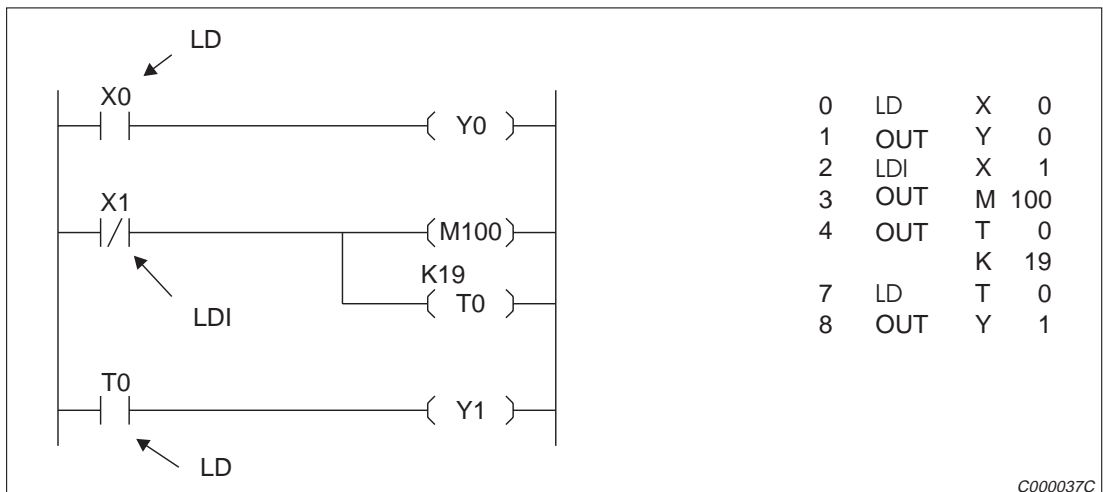 LD
X0
Y0
X1
M100
K19
T0
LDI
T0
Y1
LD
0 LD X 0
1 OUT Y 0
2 LDI X 1
3 OUT M 100
4 OUT T 0
K 19
7 LD T 0
8 OUT Y 1
C000037C